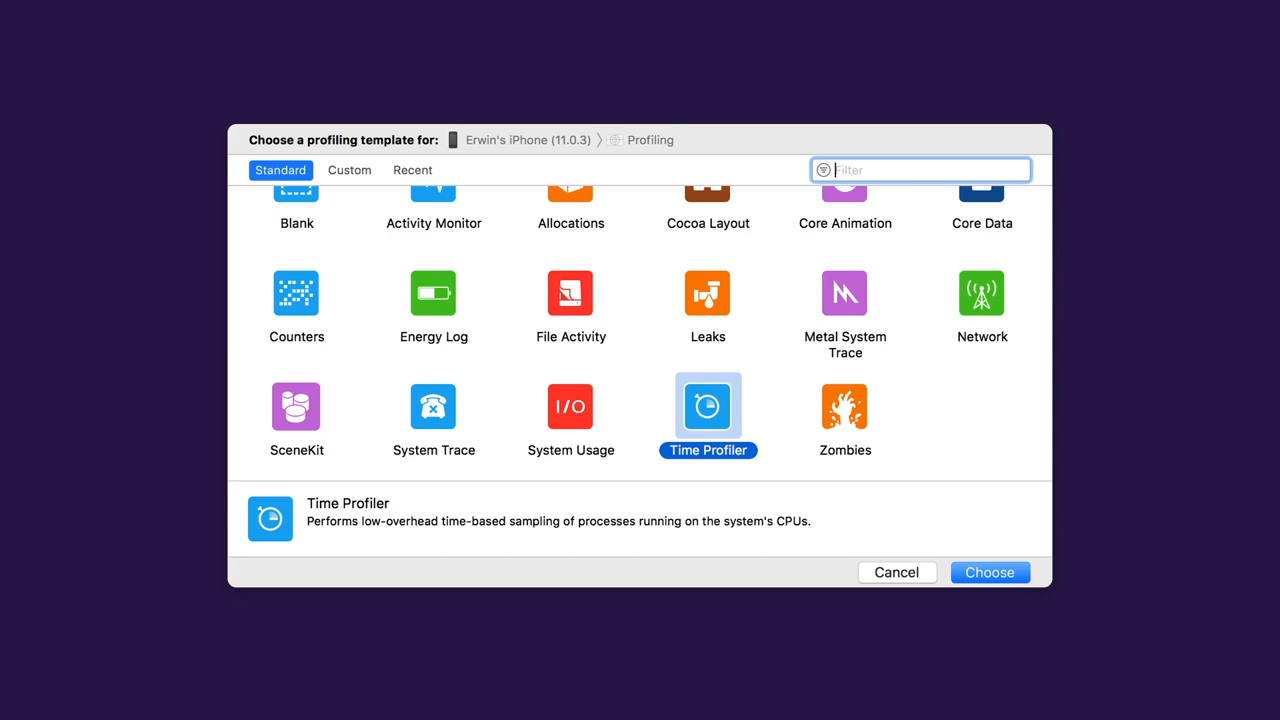 Choose a profiling template for: Erwin's iPhone (11.0.3) Profiling
Standard Custom Recent Filter
Blank Activity Monitor Allocations Cocoa Layout Core Animation Core Data
Counters Energy Log File Activity Leaks Metal System Network
Trace
I/O
SceneKit System Trace System Usage Time Profiler Zombies
Time Profiler
Performs low-overhead time-based sampling of processes running on the system's CPUs.
Cancel Choose